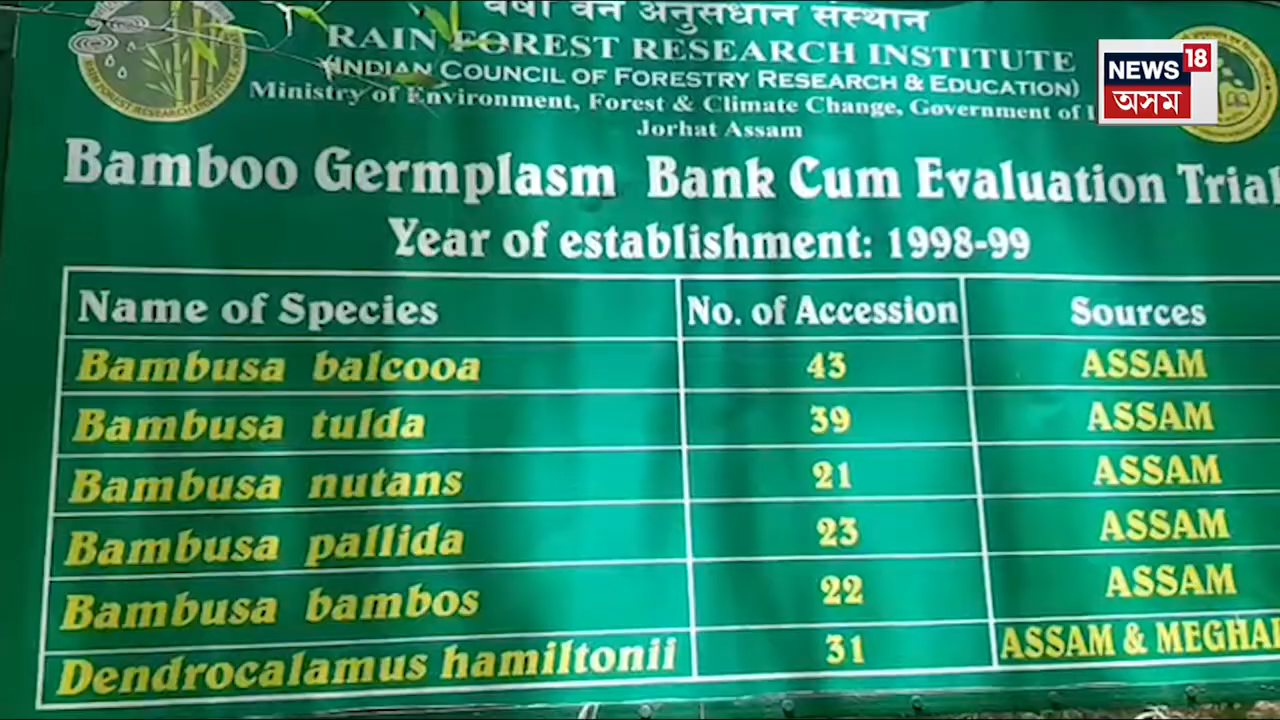 वर्षा वन अनुसंधान संस्थान
RAIN FOREST RESEARCH INSTITUTE
(INDIAN COUNCIL OF FORESTRY RESEARCH & EDUCATION)
Ministry of Environment, Forest & Climate Change, Government of
Jorhat Assam
NEWS 18
অসম
Bamboo Germplasm Bank Cum Evaluation Trial
Year of establishment: 1998-99
Name of Species No. of Accession Sources
Bambusa balcooa 43 ASSAM
Bambusa tulda 39 ASSAM
Bambusa nutans 21 ASSAM
Bambusa pallida 23 ASSAM
Bambusa bambos 22 ASSAM
Dendrocalamus hamiltonii 31 ASSAM &